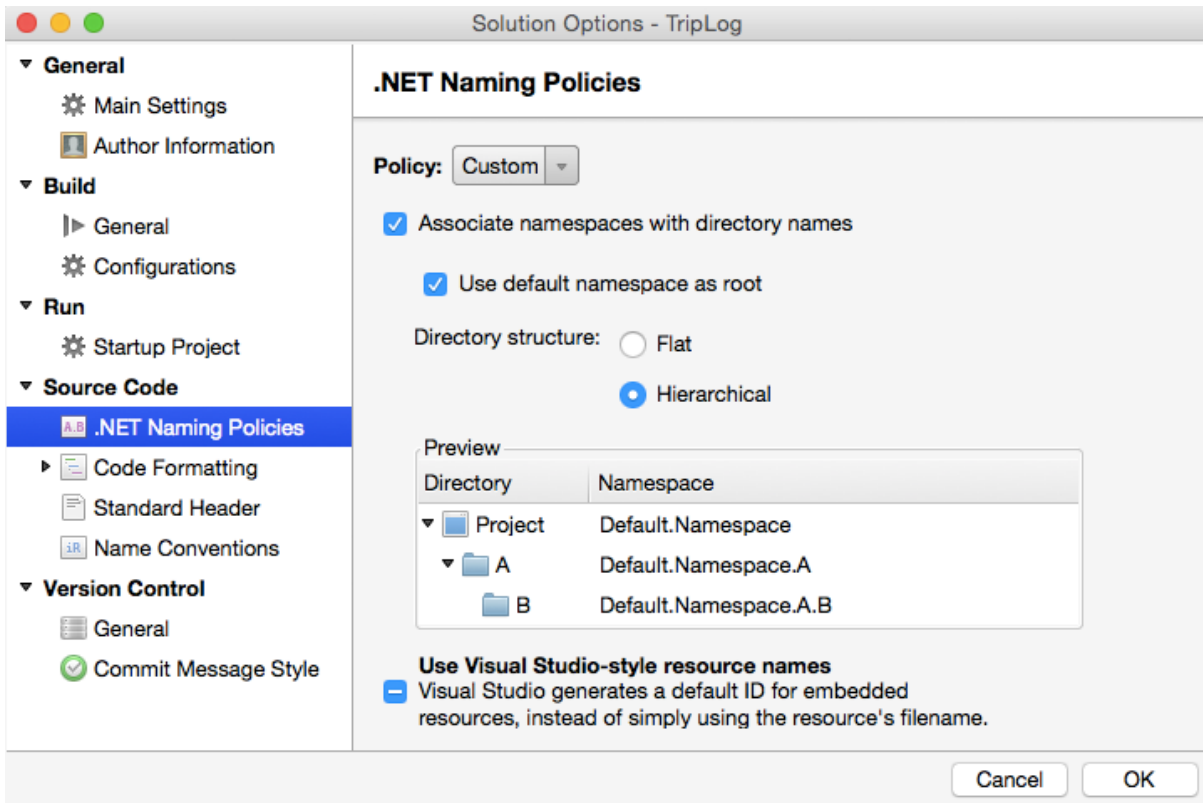 Solution Options - TripLog
General
Main Settings
Author Information
Build
General
Configurations
Run
Startup Project
Source Code
A.B .NET Naming Policies
Code Formatting
Standard Header
iR Name Conventions
Version Control
General
Commit Message Style
.NET Naming Policies
Policy: Custom
Associate namespaces with directory names
Use default namespace as root
Directory structure: Flat
Hierarchical
Preview
Directory Namespace
Project Default.Namespace
A Default.Namespace.A
B Default.Namespace.A.B
Use Visual Studio-style resource names
Visual Studio generates a default ID for embedded
resources, instead of simply using the resource's filename.
Cancel OK